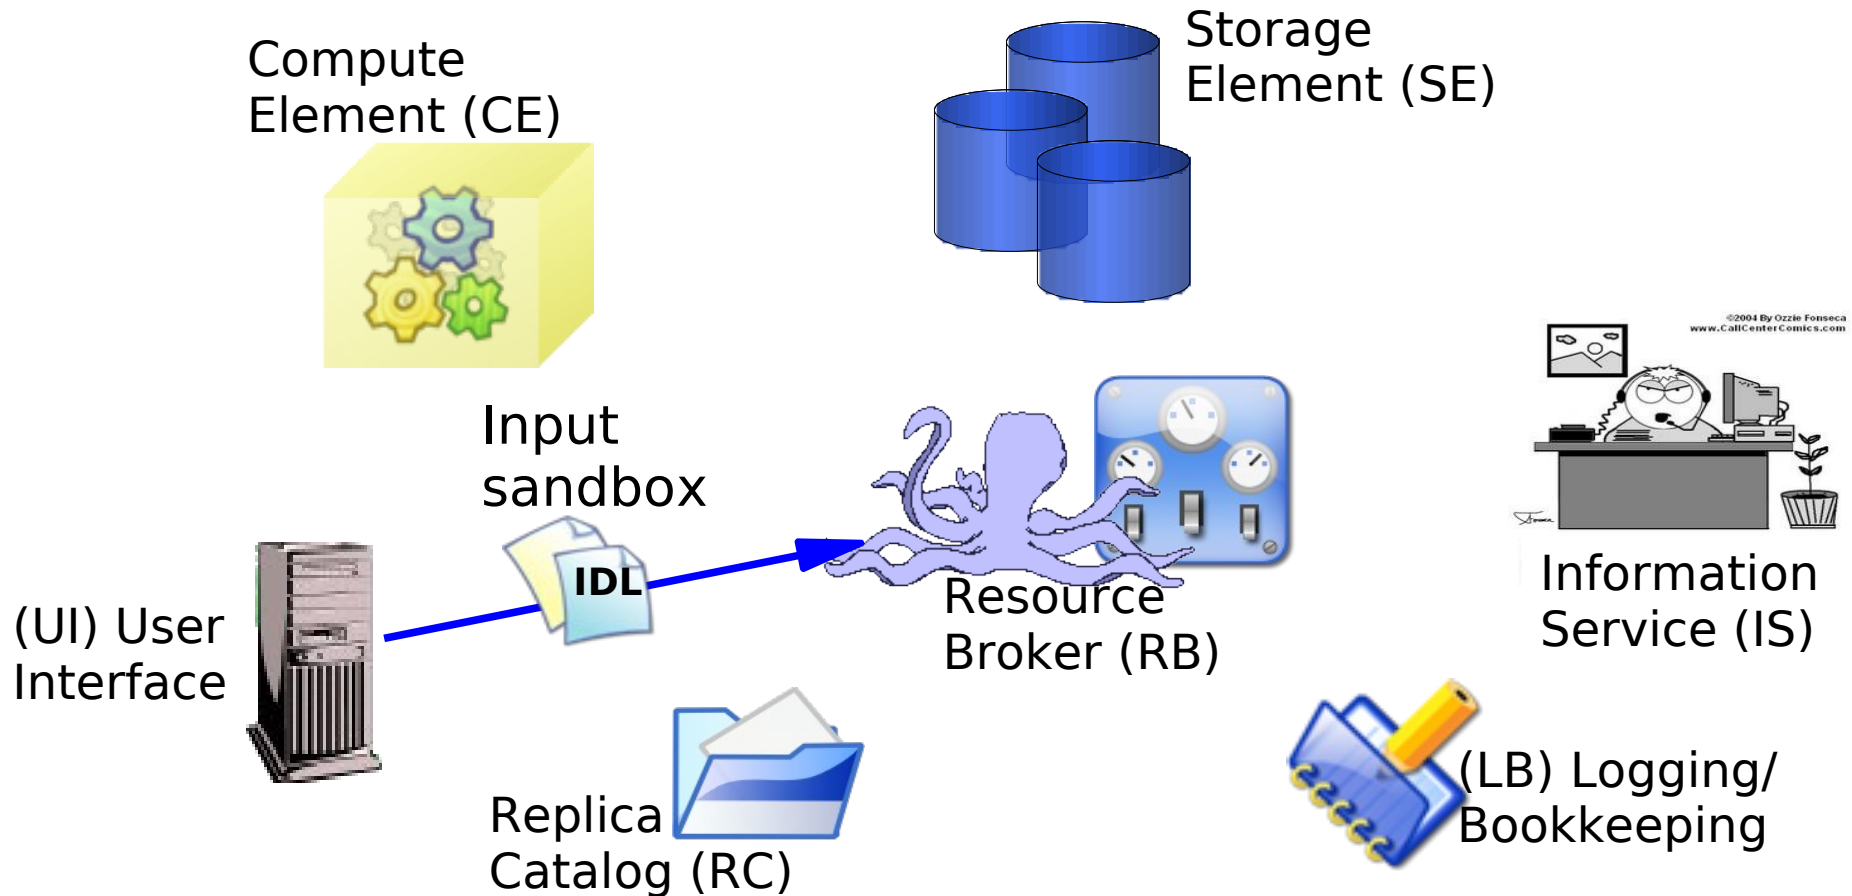 Compute
Element (CE)
Storage
Element (SE)
©2004 By Ozzie Fonseca
www.CallCenterComics.com
Input
sandbox
IDL
(UI) User
Interface
Resource
Broker (RB)
Information
Service (IS)
Replica
Catalog (RC)
(LB) Logging/
Bookkeeping